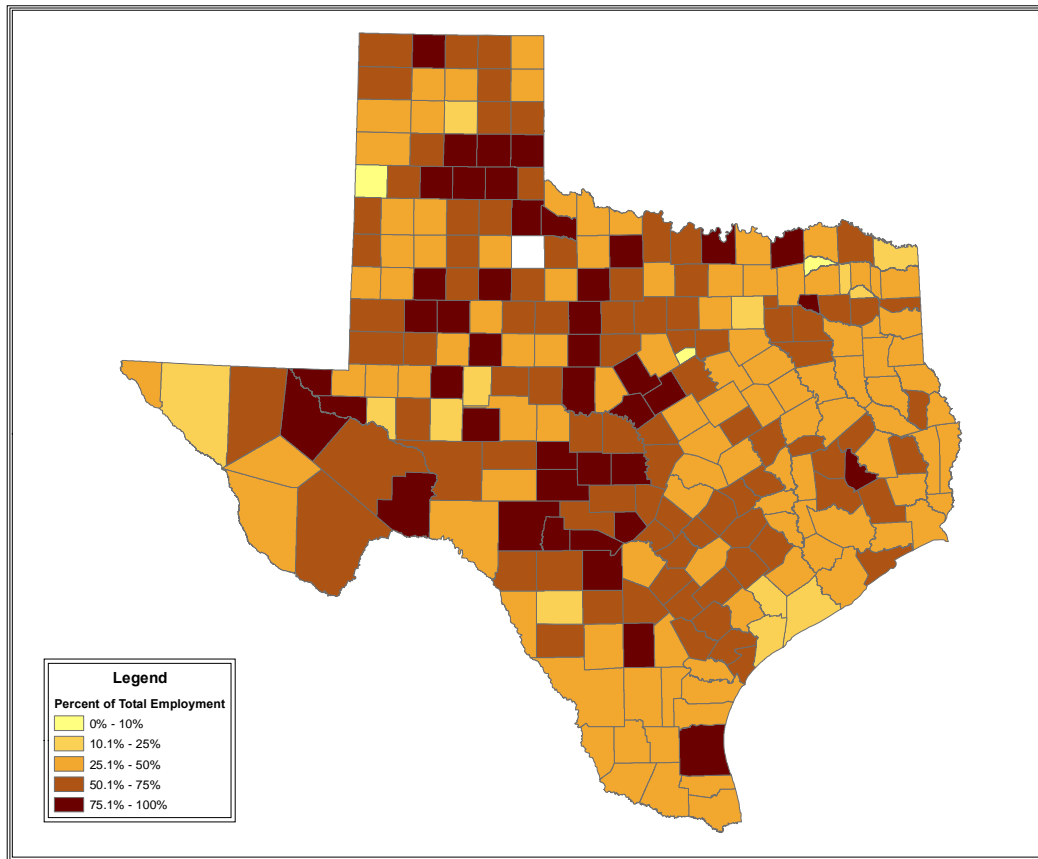 Legend
Percent of Total Employment
0% - 10%
10.1% - 25%
25.1% - 50%
50.1% - 75%
75.1% - 100%